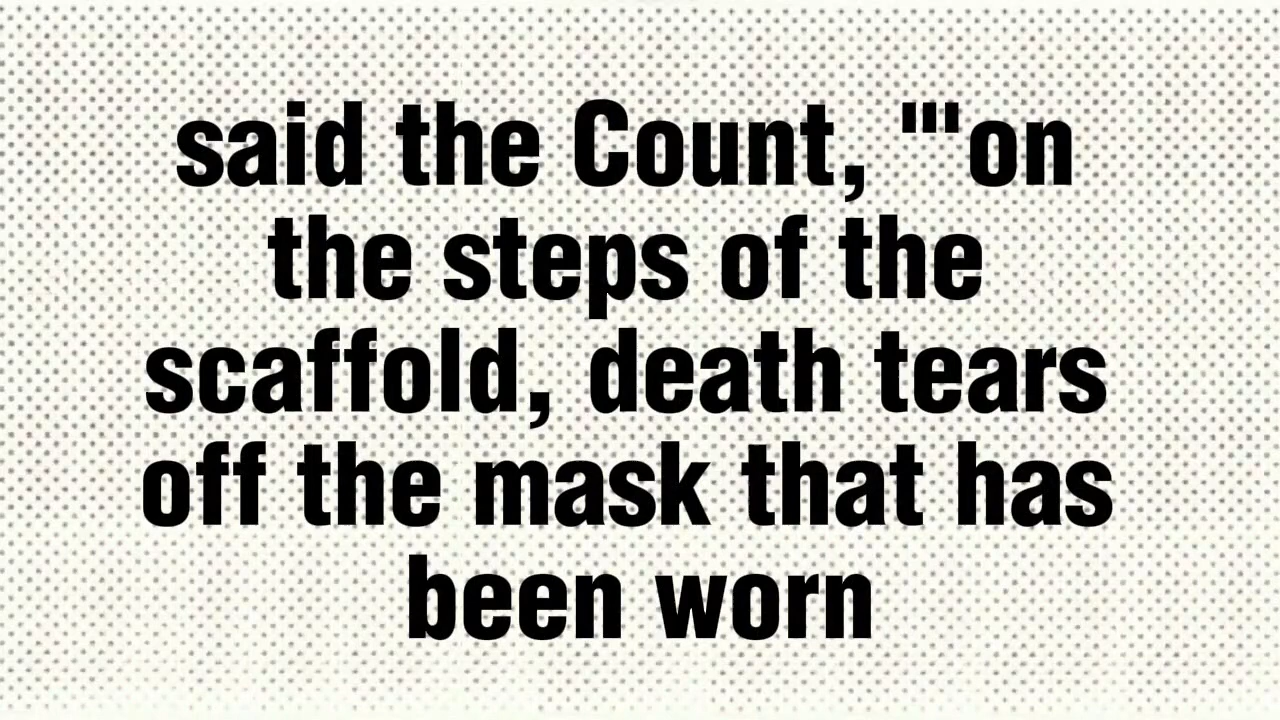 said the Count, "'on
the steps of the
scaffold, death tears
off the mask that has
been worn